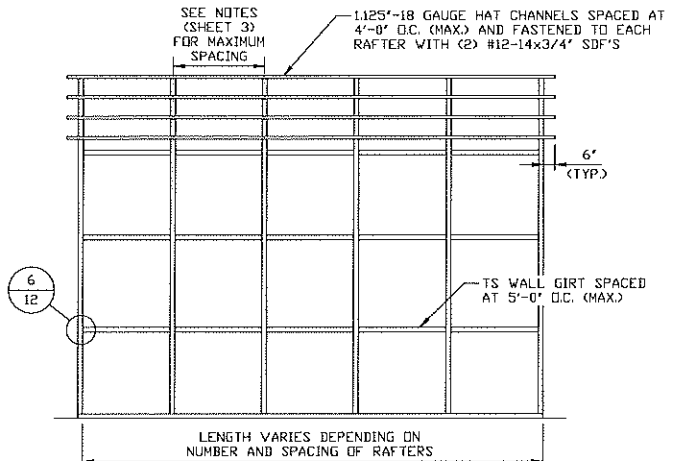 SEE NOTES
(SHEET 3)
FOR MAXIMUM
SPACING
1.125"-18 GAUGE HAT CHANNELS SPACED AT
4'-0" O.C. (MAX.) AND FASTENED TO EACH
RAFTER WITH (2) #12-14x3/4" SDF'S
6"
(TYP.)
6
12
TS WALL GIRT SPACED
AT 5'-0" O.C. (MAX.)
LENGTH VARIES DEPENDING ON
NUMBER AND SPACING OF RAFTERS